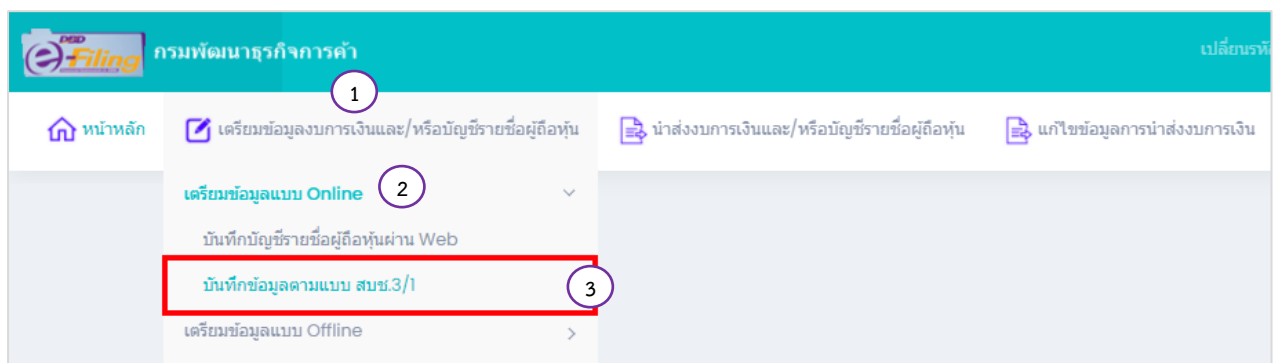 DBD
e-Filing กรมพัฒนาธุรกิจการค้า เปลี่ยนรหั
1
หน้าหลัก เตรียมข้อมูลงบการเงินและ/หรือบัญชีรายชื่อผู้ถือหุ้น นำส่งงบการเงินและ/หรือบัญชีรายชื่อผู้ถือหุ้น แก้ไขข้อมูลการนำส่งงบการเงิน
เตรียมข้อมูลแบบ Online 2
บันทึกบัญชีรายชื่อผู้ถือหุ้นผ่าน Web
บันทึกข้อมูลตามแบบ สบช.3/1 3
เตรียมข้อมูลแบบ Offline